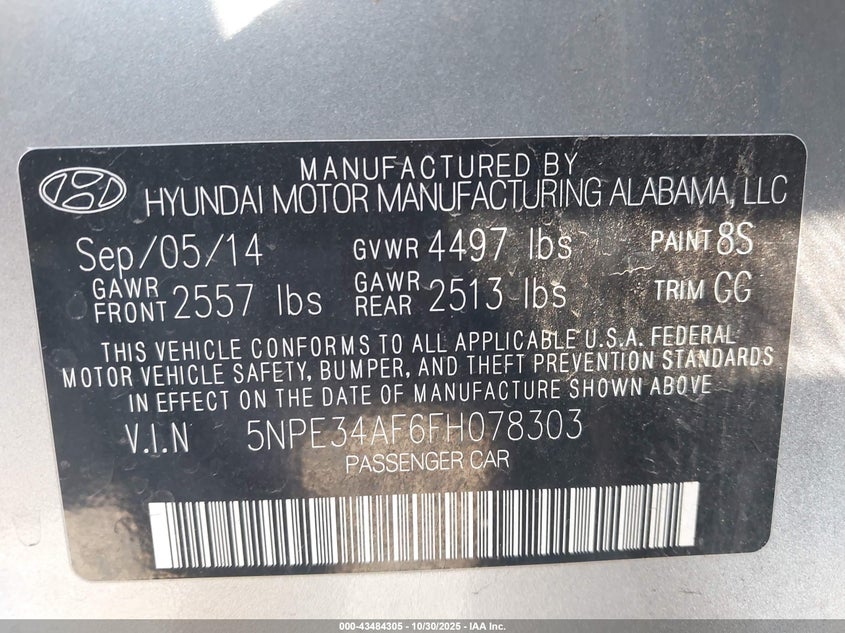 MANUFACTURED BY
HYUNDAI MOTOR MANUFACTURING ALABAMA, LLC
Sep/05/14 GVWR 4497 lbs PAINT 8S
GAWR FRONT 2557 lbs GAWR REAR 2513 lbs TRIM GG
THIS VEHICLE CONFORMS TO ALL APPLICABLE U.S.A. FEDERAL
MOTOR VEHICLE SAFETY, BUMPER, AND THEFT PREVENTION STANDARDS
IN EFFECT ON THE DATE OF MANUFACTURE SHOWN ABOVE
V.I.N 5NPE34AF6FH078303
PASSENGER CAR
000-43484305 - 10/30/2025 - IAA Inc.